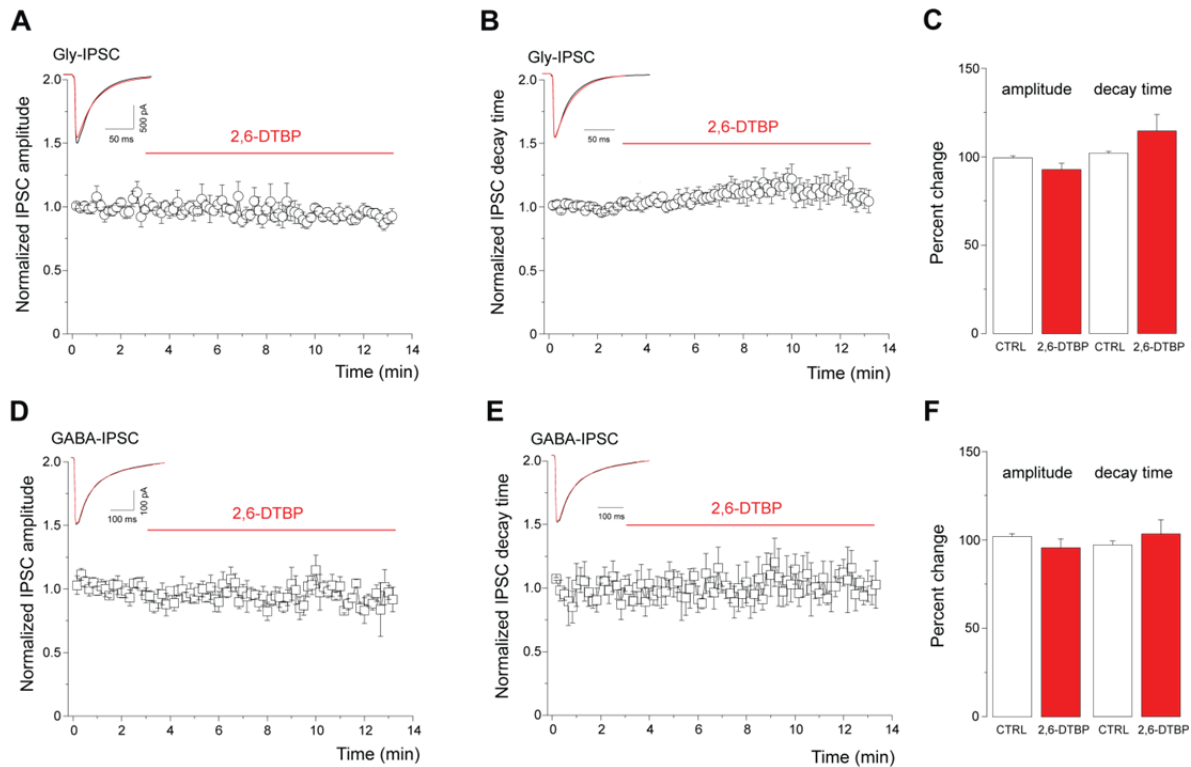 A
Gly-IPSC
Normalized IPSC amplitude
2.0
1.5
1.0
0.5
0
500 pA
50 ms
2,6-DTBP
0 2 4 6 8 10 12 14
Time (min)
B
Gly-IPSC
Normalized IPSC decay time
2.0
1.5
1.0
0.5
0
50 ms
2,6-DTBP
0 2 4 6 8 10 12 14
Time (min)
C
Percent change
150
100
50
0
amplitude decay time
CTRL 2,6-DTBP CTRL 2,6-DTBP
D
GABA-IPSC
Normalized IPSC amplitude
2.0
1.5
1.0
0.5
0
100 pA
100 ms
2,6-DTBP
0 2 4 6 8 10 12 14
Time (min)
E
GABA-IPSC
Normalized IPSC decay time
2.0
1.5
1.0
0.5
0
100 ms
2,6-DTBP
0 2 4 6 8 10 12 14
Time (min)
F
Percent change
150
100
50
0
amplitude decay time
CTRL 2,6-DTBP CTRL 2,6-DTBP